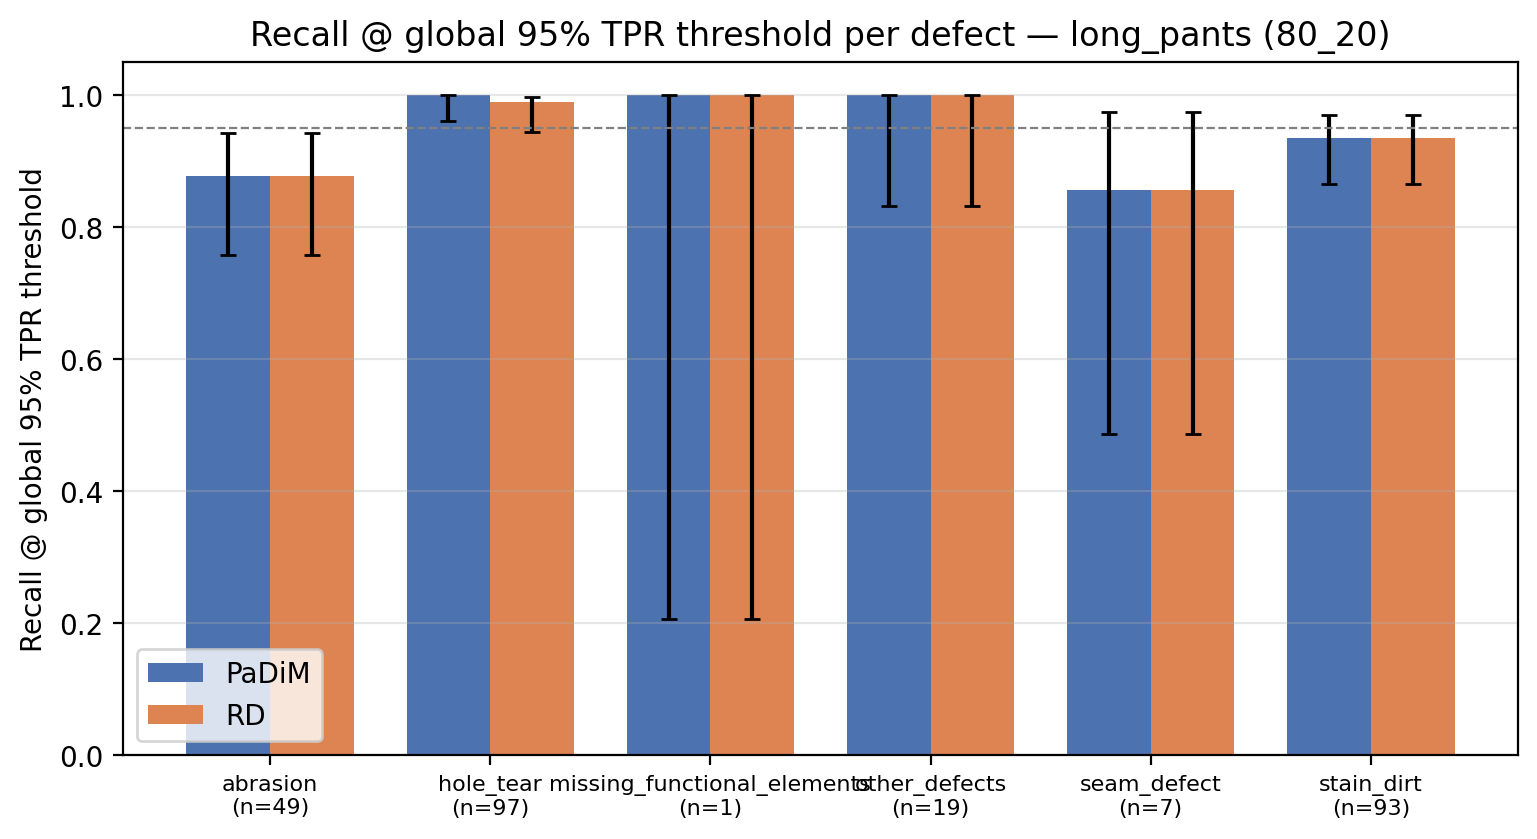 Recall @ global 95% TPR threshold per defect — long_pants (80_20)
Recall @ global 95% TPR threshold
1.0
0.8
0.6
0.4
0.2
0.0
PaDiM
RD
abrasion
(n=49)
hole_tear
(n=97)
missing_functional_elements
(n=1)
other_defects
(n=19)
seam_defect
(n=7)
stain_dirt
(n=93)